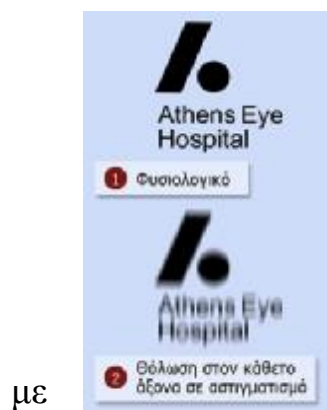 Athens Eye
Hospital
1 Φυσιολογικό
Athens Eye
Hospital
2 Θόλωση στον κάθετο
άξονα σε αστιγματισμό
με